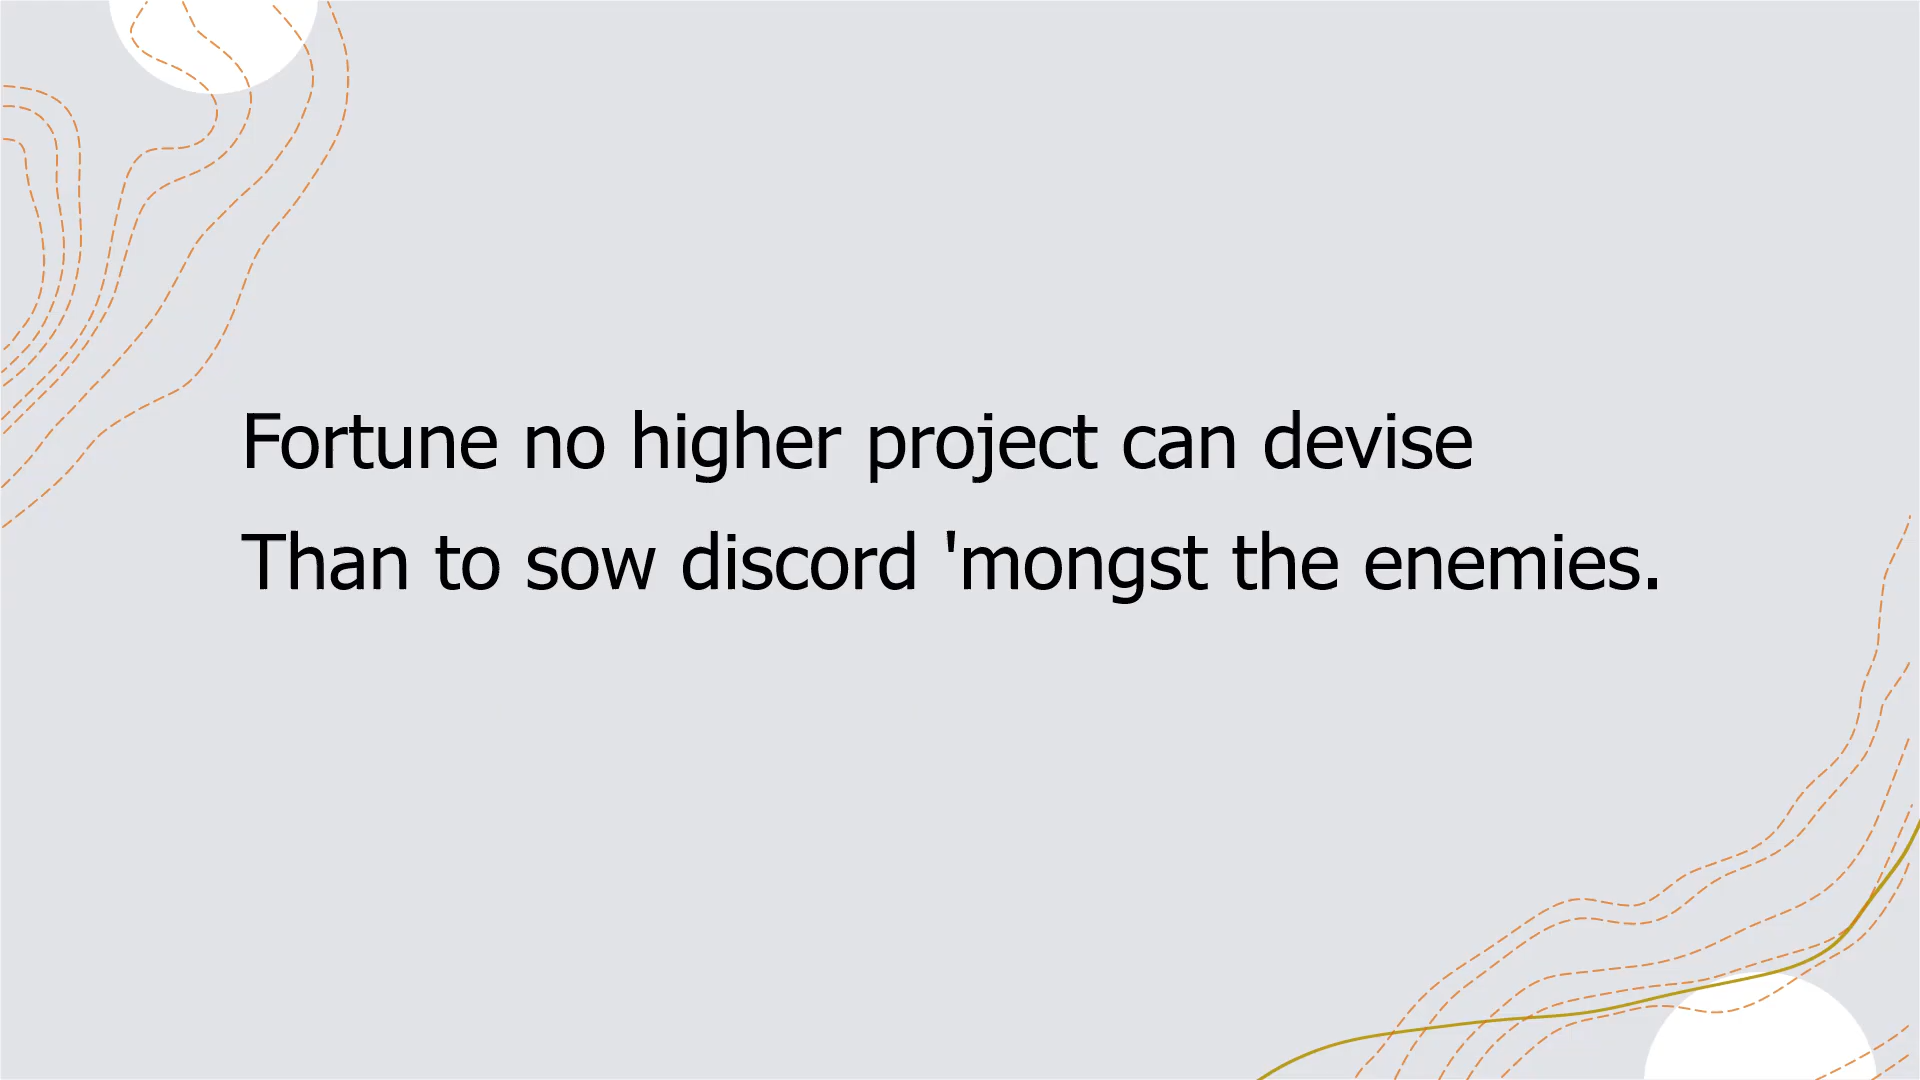 Fortune no higher project can devise
Than to sow discord 'mongst the enemies.